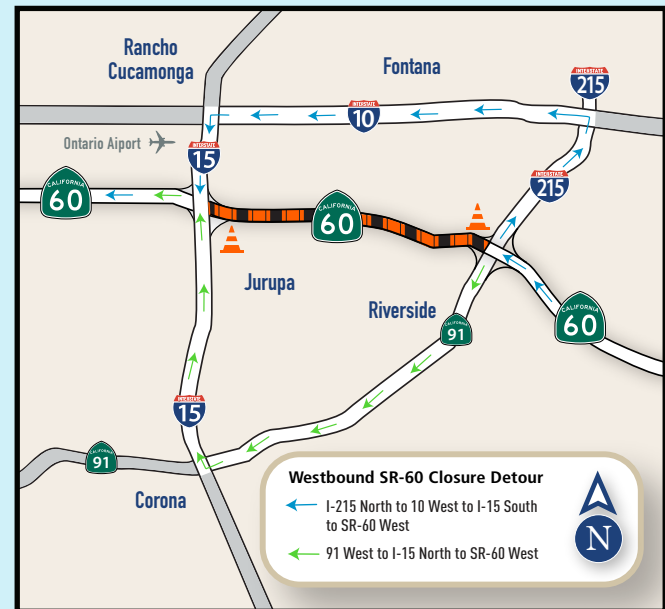 Rancho
Cucamonga
Fontana
INTERSTATE
215
INTERSTATE
10
Ontario Aiport
INTERSTATE
15
INTERSTATE
215
CALIFORNIA
60
CALIFORNIA
60
Jurupa
Riverside
CALIFORNIA
60
CALIFORNIA
91
INTERSTATE
15
CALIFORNIA
91
Corona
Westbound SR-60 Closure Detour
I-215 North to 10 West to I-15 South
to SR-60 West
91 West to I-15 North to SR-60 West
N